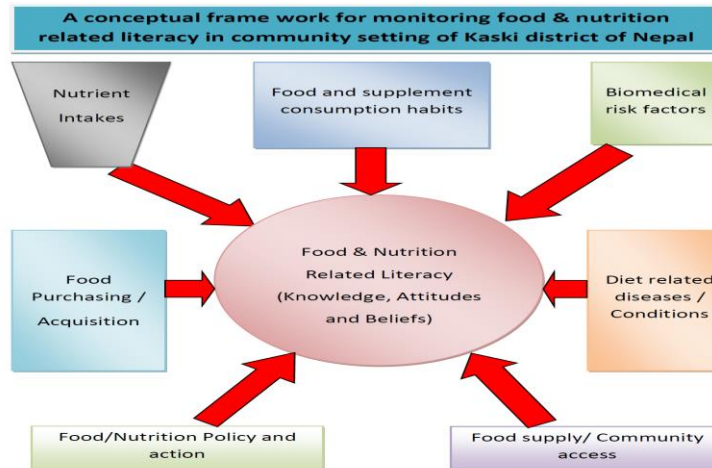 A conceptual frame work for monitoring food & nutrition
related literacy in community setting of Kaski district of Nepal
Nutrient
Intakes
Food and supplement
consumption habits
Biomedical
risk factors
Food
Purchasing /
Acquisition
Food & Nutrition
Related Literacy
(Knowledge, Attitudes
and Beliefs)
Diet related
diseases /
Conditions
Food/Nutrition Policy and
action
Food supply/ Community
access